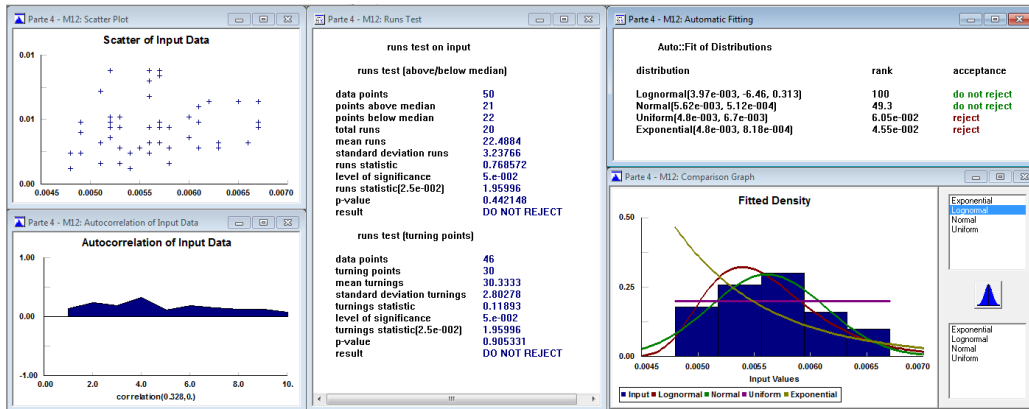 Parte 4 - M12: Scatter Plot
Scatter of Input Data
0.01
0.01
0.00
0.0045 0.0050 0.0055 0.0060 0.0065 0.0070
Parte 4 - M12: Autocorrelation of Input Data
Autocorrelation of Input Data
1.00
0.00
-1.00
0.00 2.0 4.0 6.0 8.0 10.
correlation(0.328,0.)
Parte 4 - M12: Runs Test
runs test on input
runs test (above/below median)
data points 50
points above median 21
points below median 22
total runs 20
mean runs 22.4884
standard deviation runs 3.23766
runs statistic 0.768572
level of significance 5.e-002
runs statistic(2.5e-002) 1.95996
p-value 0.442148
result DO NOT REJECT
runs test (turning points)
data points 46
turning points 30
mean turnings 30.3333
standard deviation turnings 2.80278
turnings statistic 0.11893
level of significance 5.e-002
turnings statistic(2.5e-002) 1.95996
p-value 0.905331
result DO NOT REJECT
Parte 4 - M12: Automatic Fitting
Auto::Fit of Distributions
distribution rank acceptance
Lognormal(3.97e-003, -6.46, 0.313) 100 do not reject
Normal(5.62e-003, 5.12e-004) 49.3 do not reject
Uniform(4.8e-003, 6.7e-003) 6.05e-002 reject
Exponential(4.8e-003, 8.18e-004) 4.55e-002 reject
Parte 4 - M12: Comparison Graph
Fitted Density
0.50
0.25
0.00
0.0045 0.0050 0.0055 0.0060 0.0065 0.0070
Input Values
Input Lognormal Normal Uniform Exponential
Exponential
Lognormal
Normal
Uniform
Exponential
Lognormal
Normal
Uniform